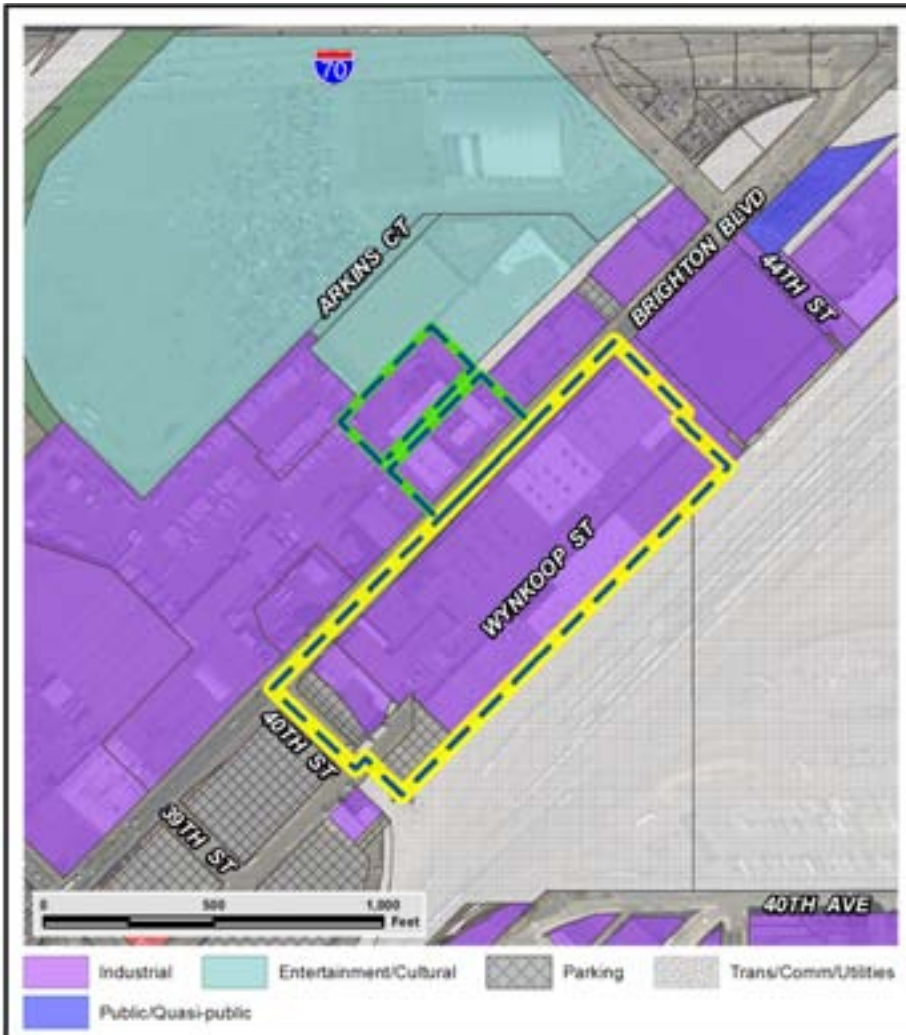 70
ARKINS CT
BRIGHTON BLVD
44TH ST
WYNKOOP ST
40TH ST
39TH ST
0 500 1,000
Feet
40TH AVE
Industrial Entertainment/Cultural Parking Trans/Comm/Utilities
Public/Quasi-public